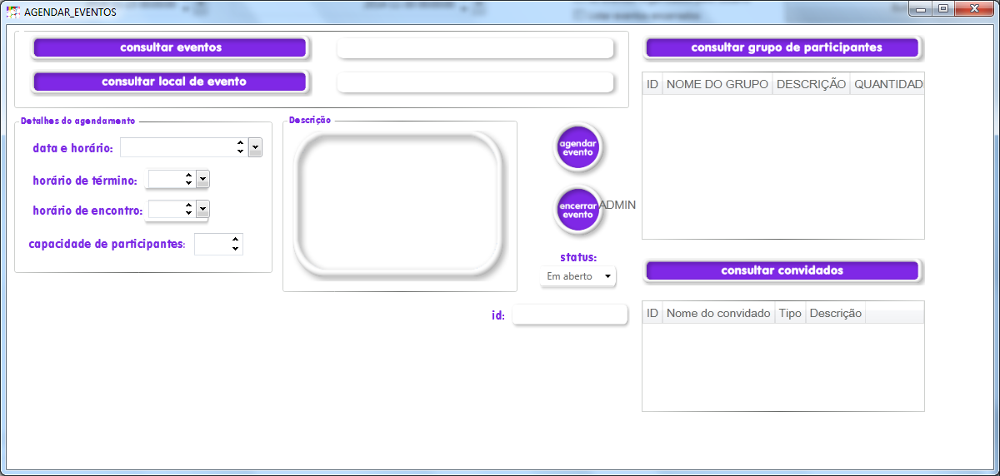 AGENDAR_EVENTOS
consultar eventos
consultar local de evento
consultar grupo de participantes
ID NOME DO GRUPO DESCRIÇÃO QUANTIDAD
Detalhes do agendamento
data e horário:
horário de término:
horário de encontro:
capacidade de participantes:
Descrição
agendar
evento
encerrar
evento
ADMIN
status:
Em aberto
id:
consultar convidados
ID Nome do convidado Tipo Descrição